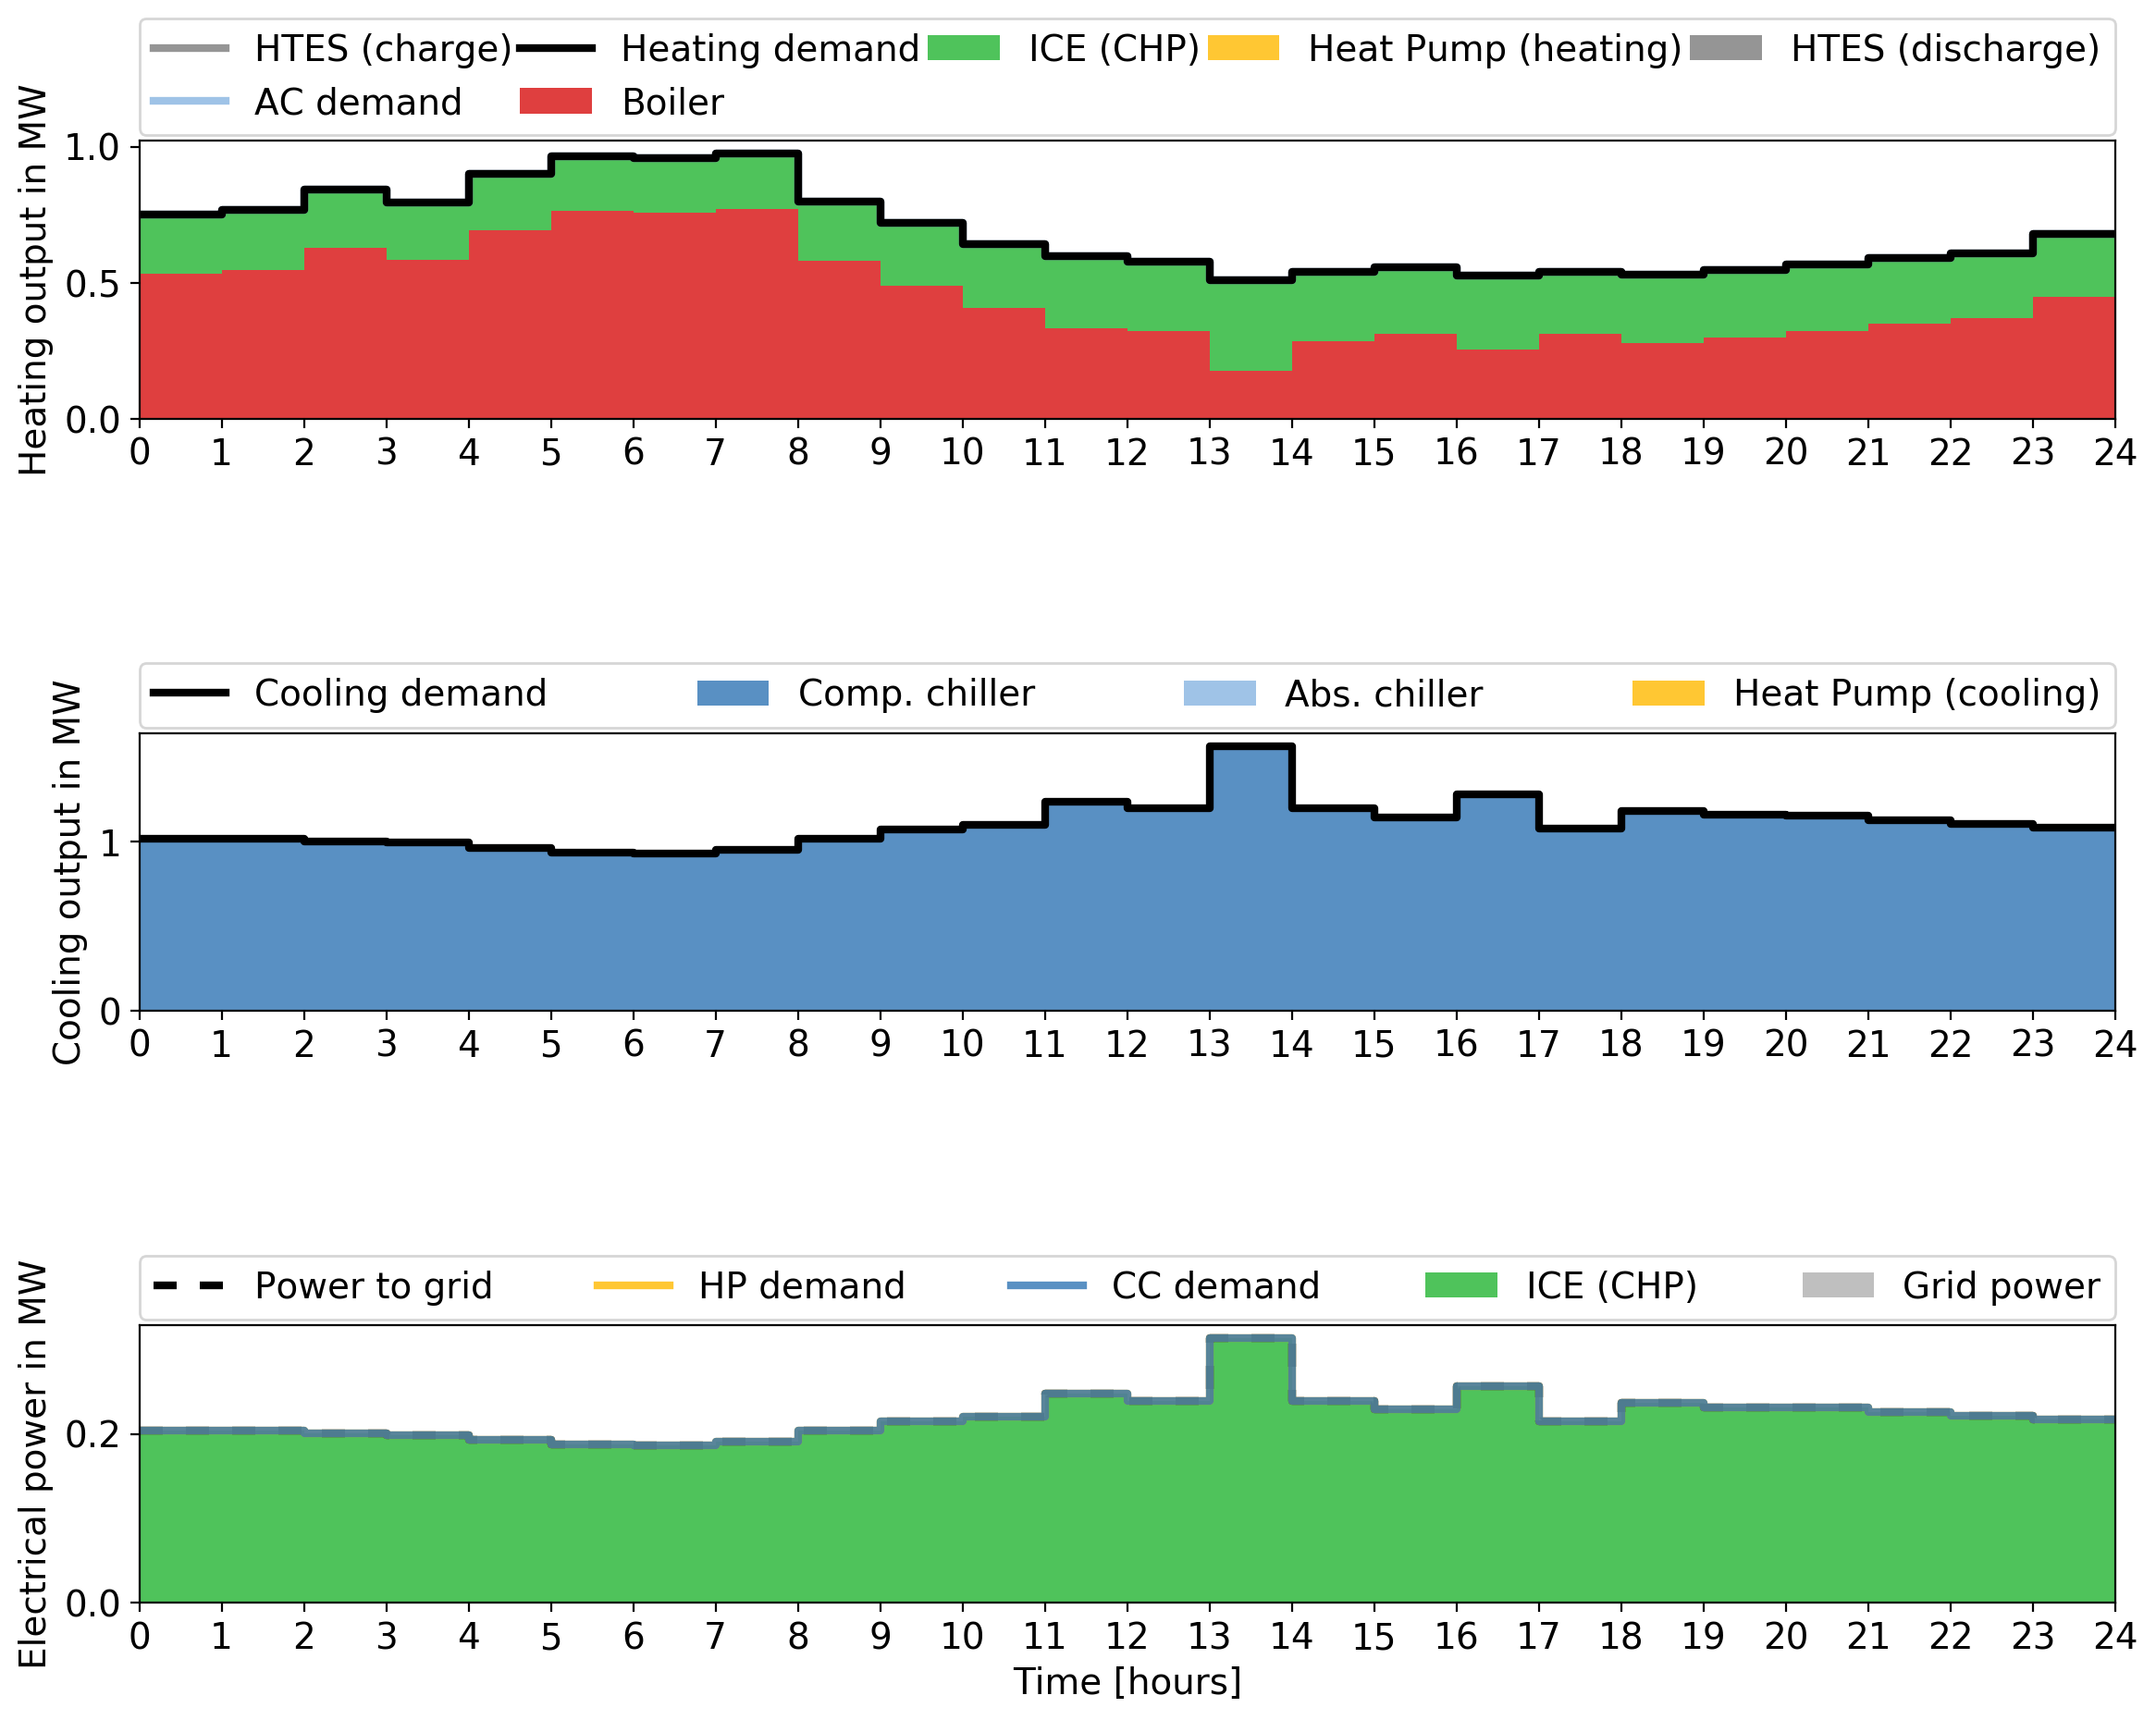 HTES (charge) Heating demand ICE (CHP) Heat Pump (heating) HTES (discharge)
AC demand Boiler
Heating output in MW
1.0
0.5
0.0
0 1 2 3 4 5 6 7 8 9 10 11 12 13 14 15 16 17 18 19 20 21 22 23 24
Cooling demand Comp. chiller Abs. chiller Heat Pump (cooling)
Cooling output in MW
1
0
0 1 2 3 4 5 6 7 8 9 10 11 12 13 14 15 16 17 18 19 20 21 22 23 24
Power to grid HP demand CC demand ICE (CHP) Grid power
Electrical power in MW
0.2
0.0
0 1 2 3 4 5 6 7 8 9 10 11 12 13 14 15 16 17 18 19 20 21 22 23 24
Time [hours]